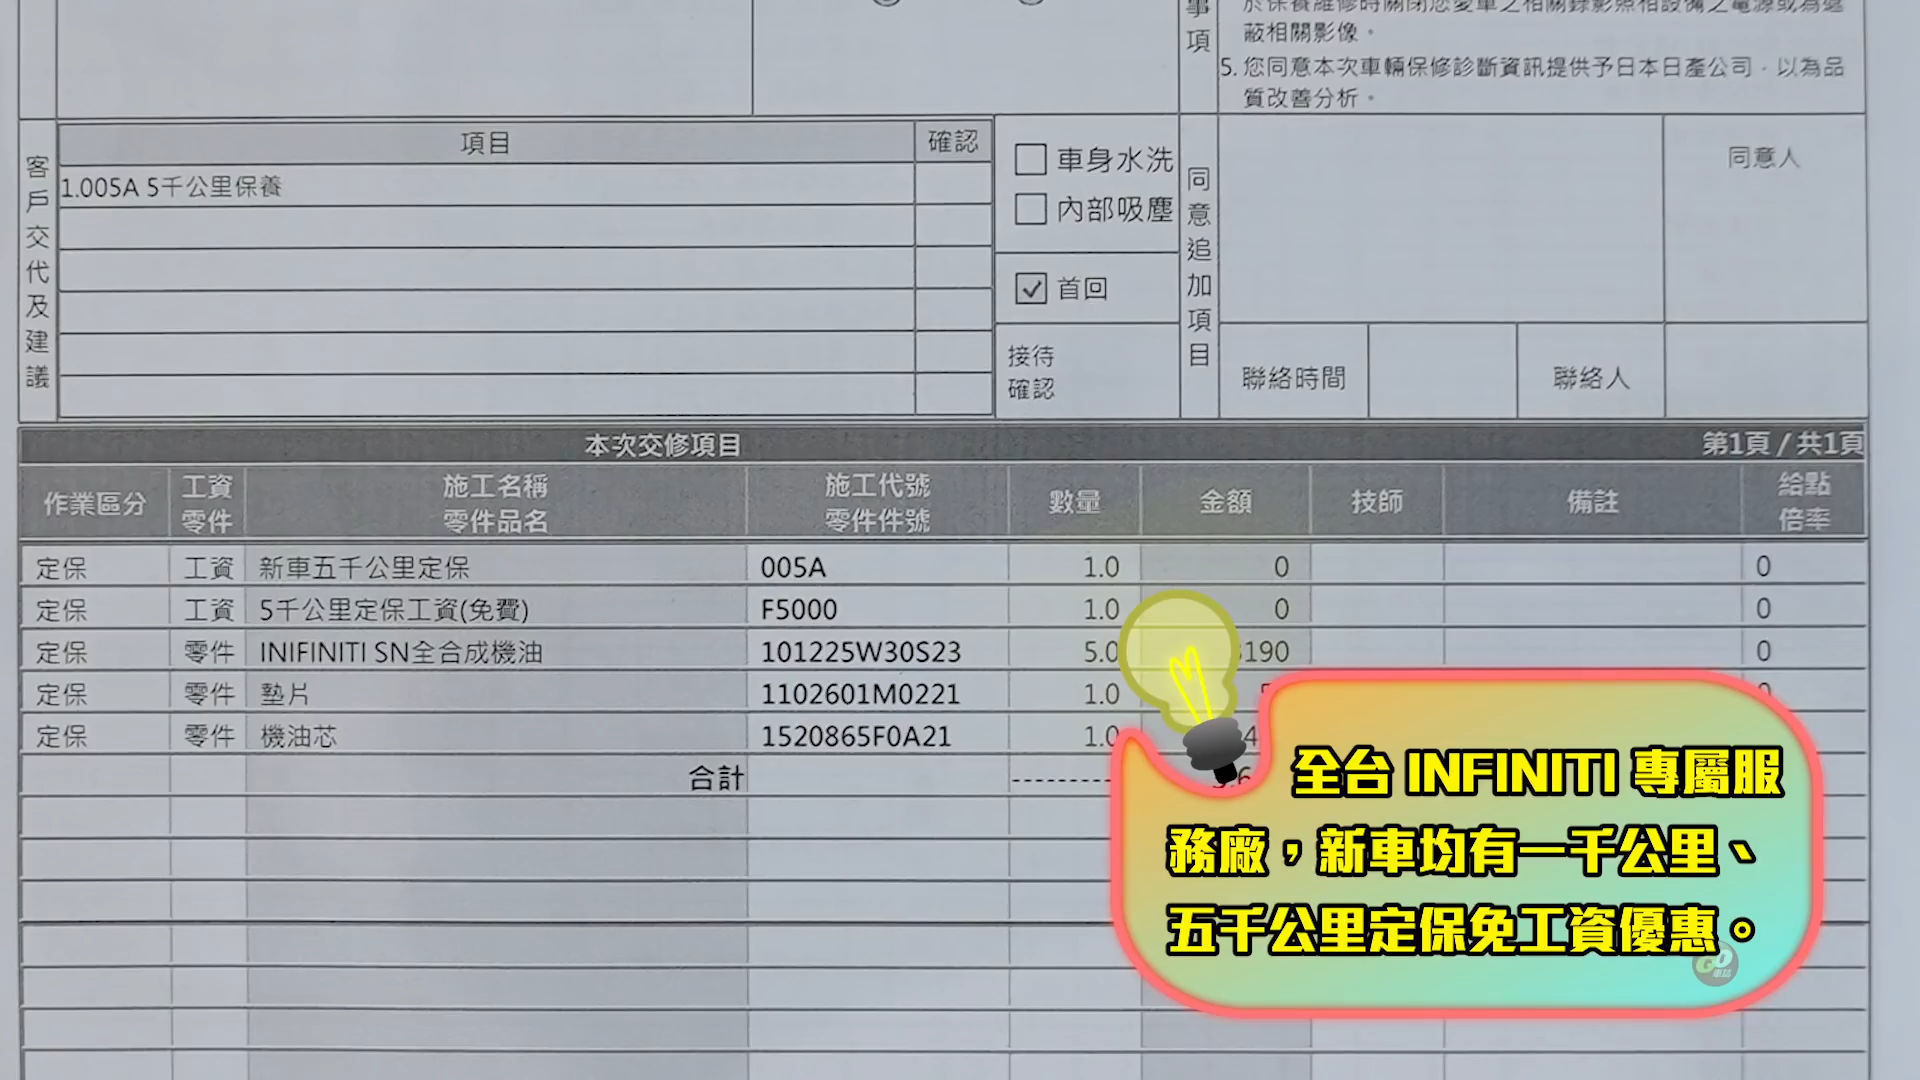 事項
蔽相關影像。
5. 您同意本次車輛保修診斷資訊提供予日本日產公司，以為品
質改善分析。
客戶交代及建議
項目 確認
1.005A 5千公里保養
車身水洗
內部吸塵
首回
接待
確認
同意追加項目
同意人
聯絡時間 聯絡人
本次交修項目 第1頁 / 共1頁
作業區分 工資 零件 施工名稱 零件品名 施工代號 零件件號 數量 金額 技師 備註 給點 倍率
定保 工資 新車五千公里定保 005A 1.0 0 0
定保 工資 5千公里定保工資(免費) F5000 1.0 0 0
定保 零件 INIFINITI SN全合成機油 101225W30S23 5.0 190 0
定保 零件 墊片 1102601M0221 1.0
定保 零件 機油芯 1520865F0A21 1.0
合計
全台 INFINITI 專屬服
務廠，新車均有一千公里、
五千公里定保免工資優惠。
GO
車誌